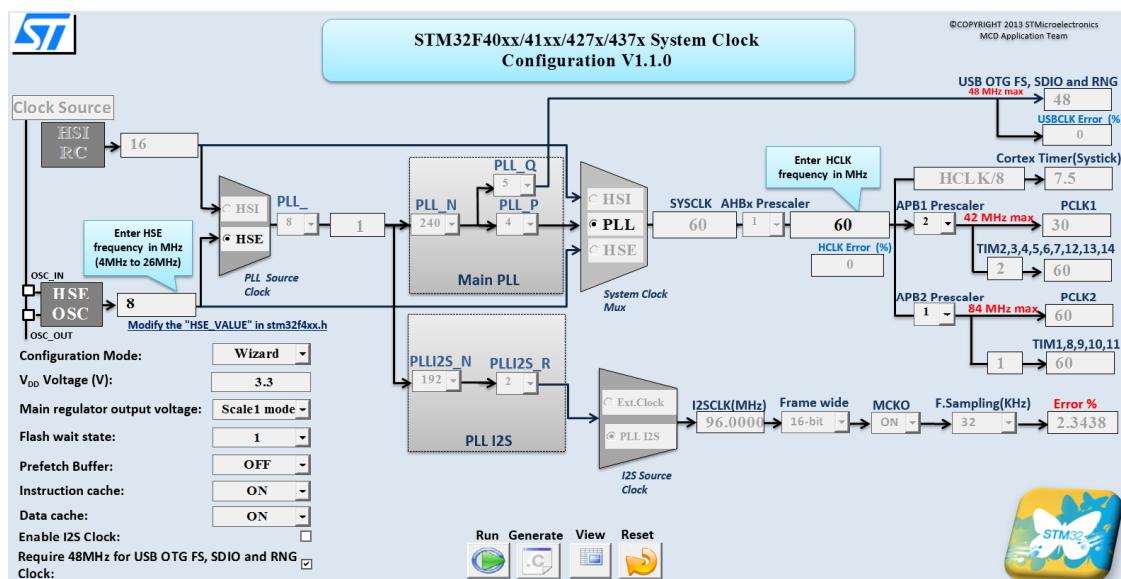 ST
STM32F40xx/41xx/427x/437x System Clock
Configuration V1.1.0
©COPYRIGHT 2013 STMicroelectronics
MCD Application Team
USB OTG FS, SDIO and RNG
48 MHz max
48
USBCLK Error (%
0
Clock Source
HSI
RC
16
Enter HSE
frequency in MHz
(4MHz to 26MHz)
OSC_IN
HSE
OSC
OSC_OUT
8
Modify the "HSE_VALUE" in stm32f4xx.h
HSI
HSE
PLL Source
Clock
PLL_
8
1
PLL_N
240
PLL_Q
5
PLL_P
4
Main PLL
HSI
PLL
HSE
System Clock
Mux
SYSCLK
60
AHBx Prescaler
1
Enter HCLK
frequency in MHz
60
HCLK Error (%)
0
Cortex Timer(Systick)
HCLK/8
7.5
APB1 Prescaler
2
42 MHz max
PCLK1
30
TIM2,3,4,5,6,7,12,13,14
2
60
APB2 Prescaler
1
84 MHz max
PCLK2
60
TIM1,8,9,10,11
1
60
PLLI2S_N
192
PLLI2S_R
2
PLL I2S
Ext.Clock
PLL I2S
I2S Source
Clock
I2SCLK(MHz)
96.0000
Frame wide
16-bit
MCKO
ON
F.Sampling(KHz)
32
Error %
2.3438
Configuration Mode:
Wizard
VDD Voltage (V):
3.3
Main regulator output voltage:
Scale1 mode
Flash wait state:
1
Prefetch Buffer:
OFF
Instruction cache:
ON
Data cache:
ON
Enable I2S Clock:
Require 48MHz for USB OTG FS, SDIO and RNG
Clock:
Run
Generate
.C
View
Reset
STM32